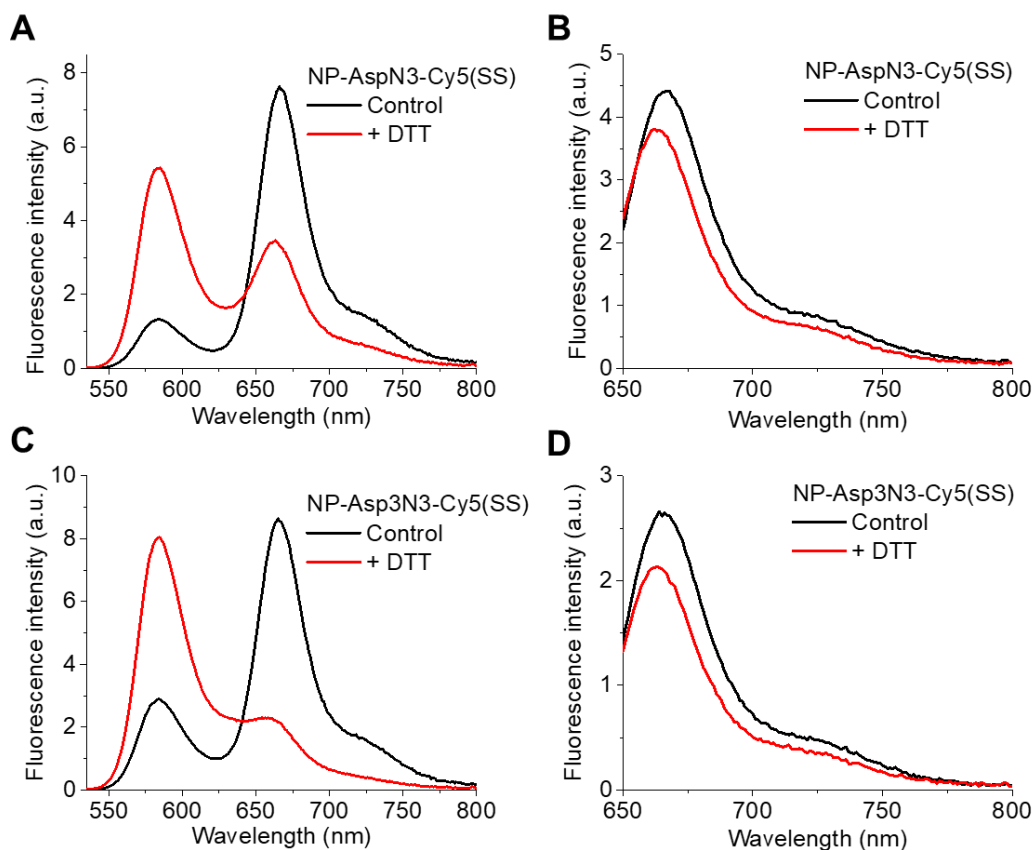 A
Fluorescence intensity (a.u.)
8
6
4
2
0
NP-AspN3-Cy5(SS)
Control
+ DTT
550 600 650 700 750 800
Wavelength (nm)
B
Fluorescence intensity (a.u.)
5
4
3
2
1
0
NP-AspN3-Cy5(SS)
Control
+ DTT
650 700 750 800
Wavelength (nm)
C
Fluorescence intensity (a.u.)
10
8
6
4
2
0
NP-Asp3N3-Cy5(SS)
Control
+ DTT
550 600 650 700 750 800
Wavelength (nm)
D
Fluorescence intensity (a.u.)
3
2
1
0
NP-Asp3N3-Cy5(SS)
Control
+ DTT
650 700 750 800
Wavelength (nm)